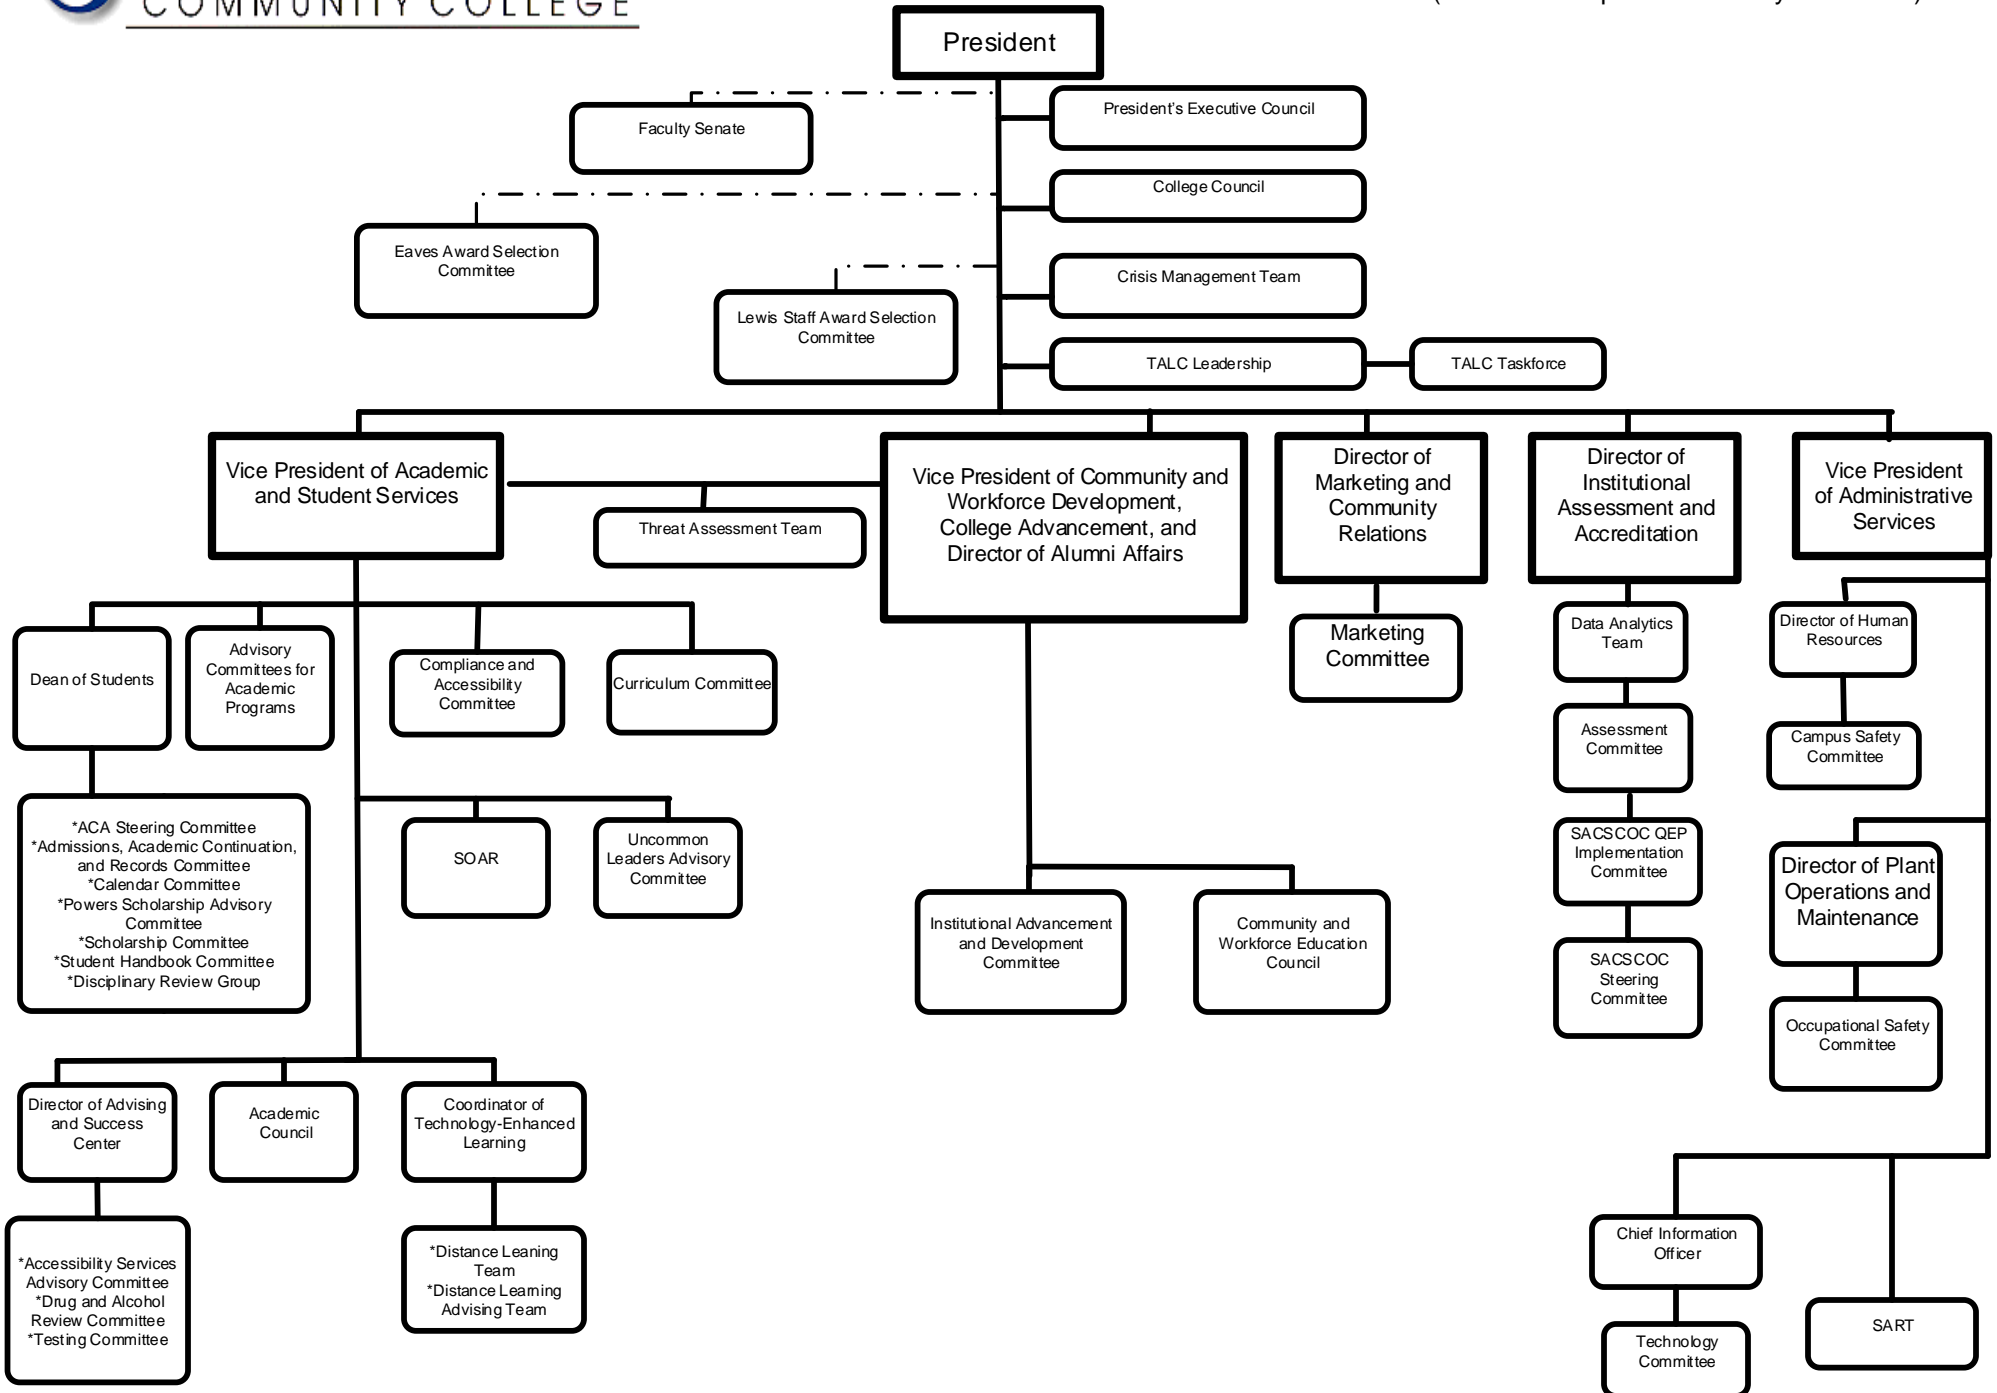 COMMUNITY COLLEGE
President
Faculty Senate
President's Executive Council
College Council
Eaves Award Selection
Committee
Crisis Management Team
Lewis Staff Award Selection
Committee
TALC Leadership
TALC Taskforce
Vice President of Academic
and Student Services
Threat Assessment Team
Vice President of Community and
Workforce Development,
College Advancement, and
Director of Alumni Affairs
Director of
Marketing and
Community
Relations
Director of
Institutional
Assessment and
Accreditation
Vice President
of Administrative
Services
Dean of Students
Advisory
Committees for
Academic
Programs
Compliance and
Accessibility
Committee
Curriculum Committee
Marketing
Committee
Data Analytics
Team
Director of Human
Resources
Assessment
Committee
Campus Safety
Committee
*ACA Steering Committee
*Admissions, Academic Continuation,
and Records Committee
*Calendar Committee
*Powers Scholarship Advisory
Committee
*Scholarship Committee
*Student Handbook Committee
*Disciplinary Review Group
SOAR
Uncommon
Leaders Advisory
Committee
SACSCOC QEP
Implementation
Committee
Director of Plant
Operations and
Maintenance
Institutional Advancement
and Development
Committee
Community and
Workforce Education
Council
SACSCOC
Steering
Committee
Occupational Safety
Committee
Director of Advising
and Success
Center
Academic
Council
Coordinator of
Technology-Enhanced
Learning
*Accessibility Services
Advisory Committee
*Drug and Alcohol
Review Committee
*Testing Committee
*Distance Leaning
Team
*Distance Learning
Advising Team
Chief Information
Officer
SART
Technology
Committee